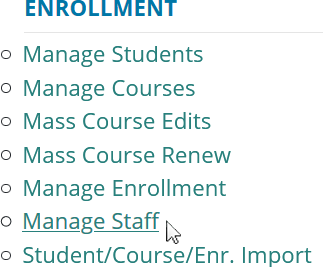 ENROLLMENT
Manage Students
Manage Courses
Mass Course Edits
Mass Course Renew
Manage Enrollment
Manage Staff
Student/Course/Enr. Import